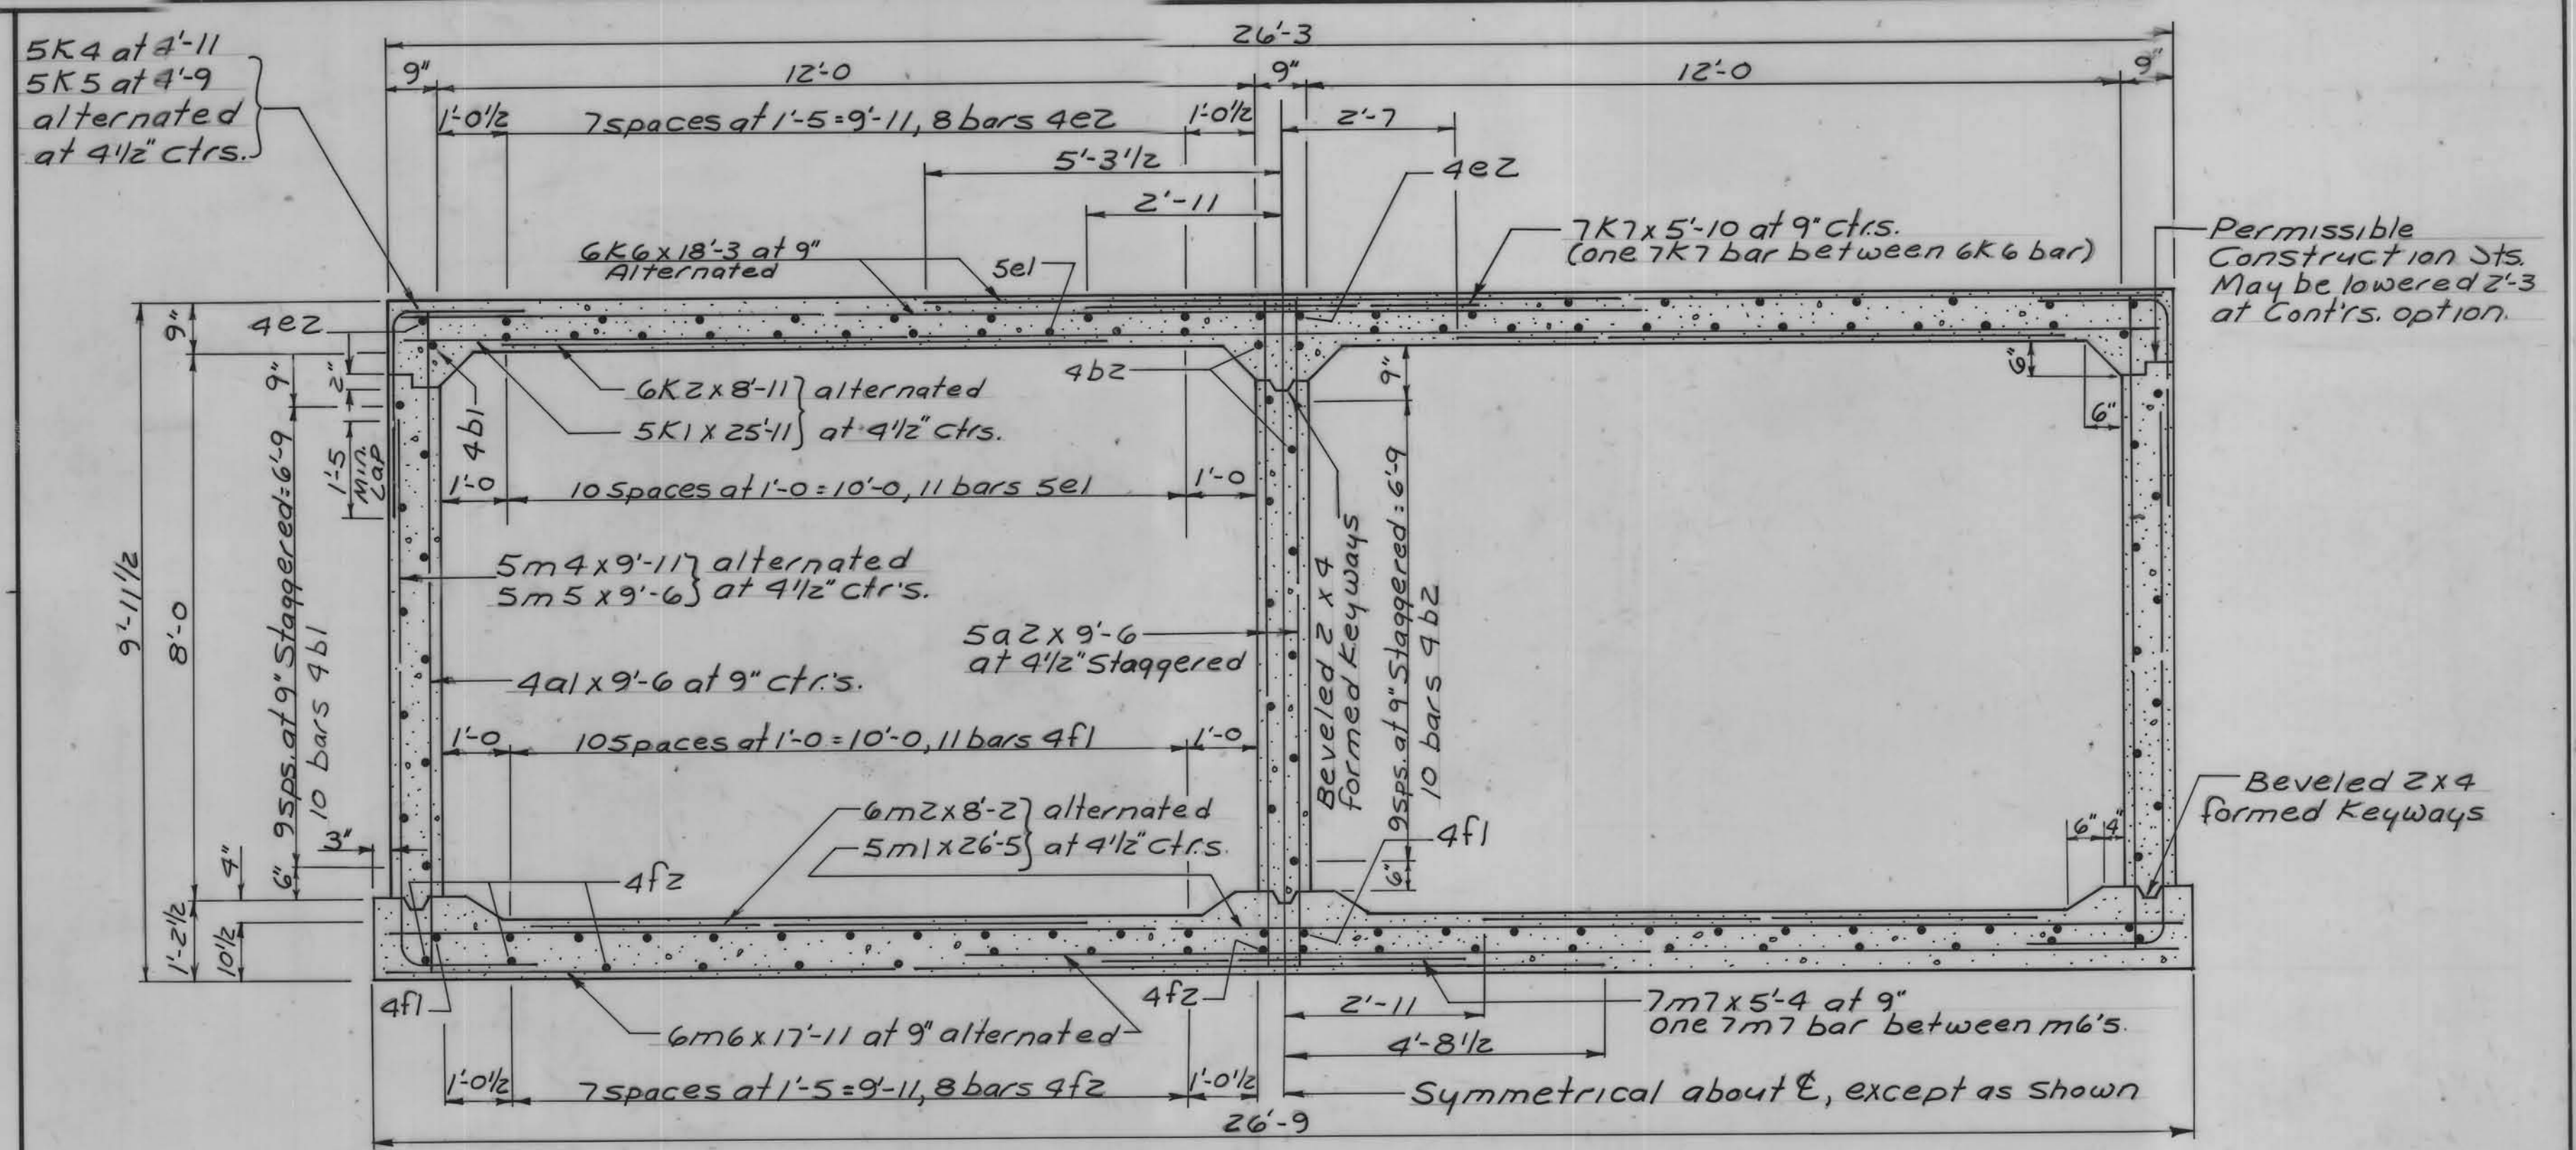 26'-3
9"
12'-0
9"
12'-0
9"
5K4 at 4'-11
5K5 at 4'-9
alternated
at 4½" Ctrs.
1'-0½
7 spaces at 1'-5 = 9'-11, 8 bars 4e2
1'-0½
2'-7
5'-3½
4e2
2'-11
6K6 x 18'-3 at 9"
Alternated
5e1
7K7 x 5'-10 at 9" Ctrs.
(one 7K7 bar between 6K6 bar)
Permissible
Construction Jts.
May be lowered 2'-3
at Cont'rs. option.
9"
4e2
9"
2"
4b1
1'-5
Min.
Lap
6K2 x 8'-11 } alternated
5K1 x 25'-11 } at 4½" Ctrs.
4b2
9"
6"
6"
1'-0
10 Spaces at 1'-0 = 10'-0, 11 bars 5e1
1'-0
9'-11½
8'-0
9 sps. at 9" Staggered = 6'-9
10 bars 4b1
5m4 x 9'-11 } alternated
5m5 x 9'-6 } at 4½" ctr's.
5a2 x 9'-6
at 4½" Staggered
Beveled 2 x 4
formed Keyways
9 sps. at 9" Staggered = 6'-9
10 bars 4b2
4a1 x 9'-6 at 9" ctr.'s.
1'-0
10 Spaces at 1'-0 = 10'-0, 11 bars 4f1
1'-0
6m2 x 8'-2 } alternated
5m1 x 26'-5 } at 4½" Ctrs.
4f1
6"
6"
4"
Beveled 2 x 4
formed Keyways
3"
6"
4"
4f2
1'-2½
10½
4f1
4f2
6m6 x 17'-11 at 9" alternated
2'-11
7m7 x 5'-4 at 9"
one 7m7 bar between m6's.
4'-8½
1'-0½
7 spaces at 1'-5 = 9'-11, 8 bars 4f2
1'-0½
Symmetrical about ℄, except as Shown
26'-9